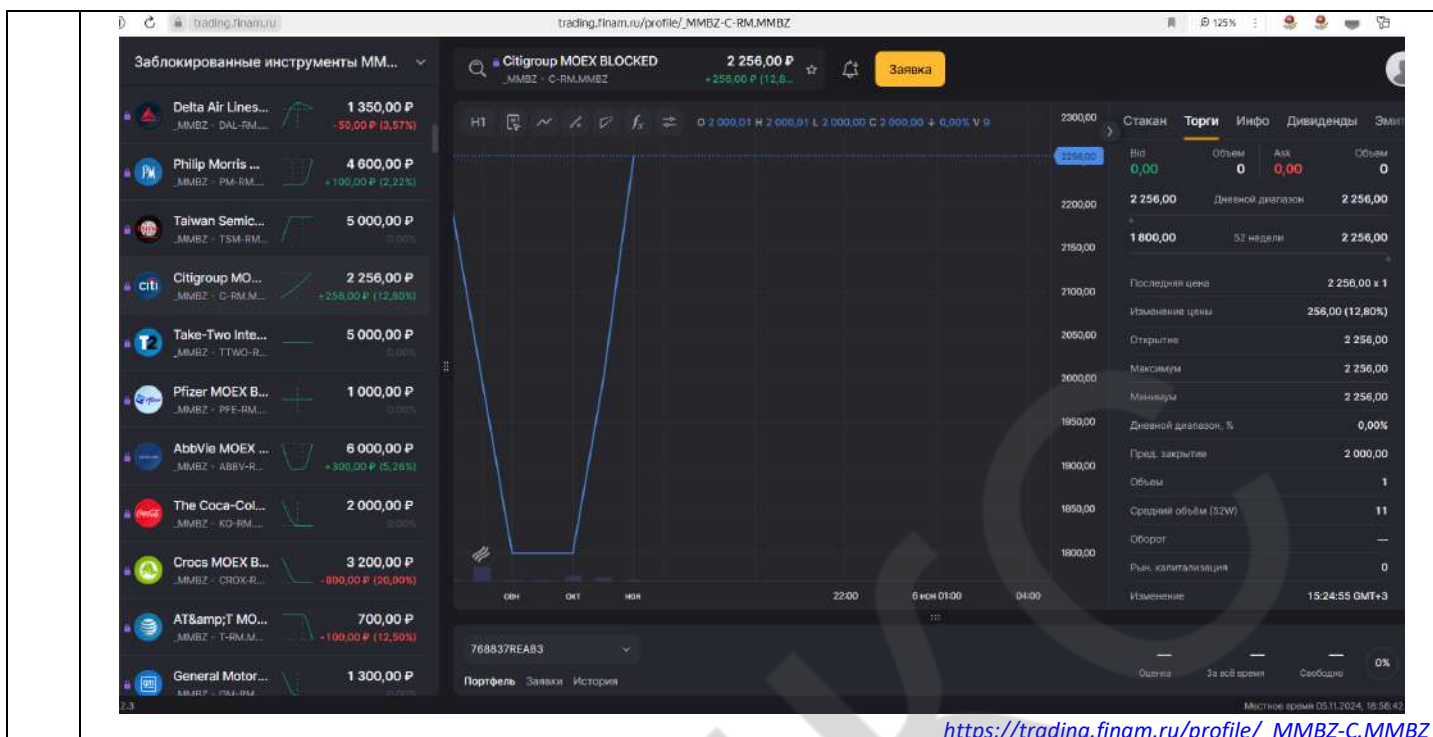 trading.finam.ru
trading.finam.ru/profile/_MMBZ-C-RM.MMBZ
125%
Заблокированные инструменты ММ...
Citigroup MOEX BLOCKED
_MMBZ · C-RM.MMBZ
2 256,00 ₽
+256,00 ₽ (12,8...
Заявка
Delta Air Lines...
_MMBZ · DAL-RM....
1 350,00 ₽
-50,00 ₽ (3,57%)
Philip Morris ...
_MMBZ · PM-RM....
4 600,00 ₽
+100,00 ₽ (2,22%)
Taiwan Semic...
_MMBZ · TSM-RM...
5 000,00 ₽
0,00%
citi
Citigroup MO...
_MMBZ · C-RM.M...
2 256,00 ₽
+256,00 ₽ (12,80%)
Take-Two Inte...
_MMBZ · TTWO-R...
5 000,00 ₽
0,00%
Pfizer MOEX B...
_MMBZ · PFE-RM...
1 000,00 ₽
0,00%
AbbVie MOEX ...
_MMBZ · ABBV-R...
6 000,00 ₽
+300,00 ₽ (5,26%)
The Coca-Col...
_MMBZ · KO-RM....
2 000,00 ₽
0,00%
Crocs MOEX B...
_MMBZ · CROX-R...
3 200,00 ₽
-800,00 ₽ (20,00%)
AT&amp;T MO...
_MMBZ · T-RM.M...
700,00 ₽
-100,00 ₽ (12,50%)
General Motor...
_MMBZ · GM-RM
1 300,00 ₽
2.3
H1
O 2 000,01 H 2 000,01 L 2 000,00 C 2 000,00 ↓ 0,00% V 9
2300,00
2256,00
2200,00
2150,00
2100,00
2050,00
2000,00
1950,00
1900,00
1850,00
1800,00
сен окт ноя 22:00 6 ноя 01:00 04:00
Стакан Торги Инфо Дивиденды Эмит
Bid Объем Ask Объем
0,00 0 0,00 0
2 256,00 Дневной диапазон 2 256,00
1 800,00 52 недели 2 256,00
Последняя цена 2 256,00 x 1
Изменение цены 256,00 (12,80%)
Открытие 2 256,00
Максимум 2 256,00
Минимум 2 256,00
Дневной диапазон, % 0,00%
Пред. закрытие 2 000,00
Объем 1
Средний объём (52W) 11
Оборот —
Рын. капитализация 0
Изменение 15:24:55 GMT+3
768837REAB3
Портфель Заявки История
— — —
Оценка За всё время Свободно 0%
Местное время 05.11.2024, 18:58:42
https://trading.finam.ru/profile/_MMBZ-C.MMBZ